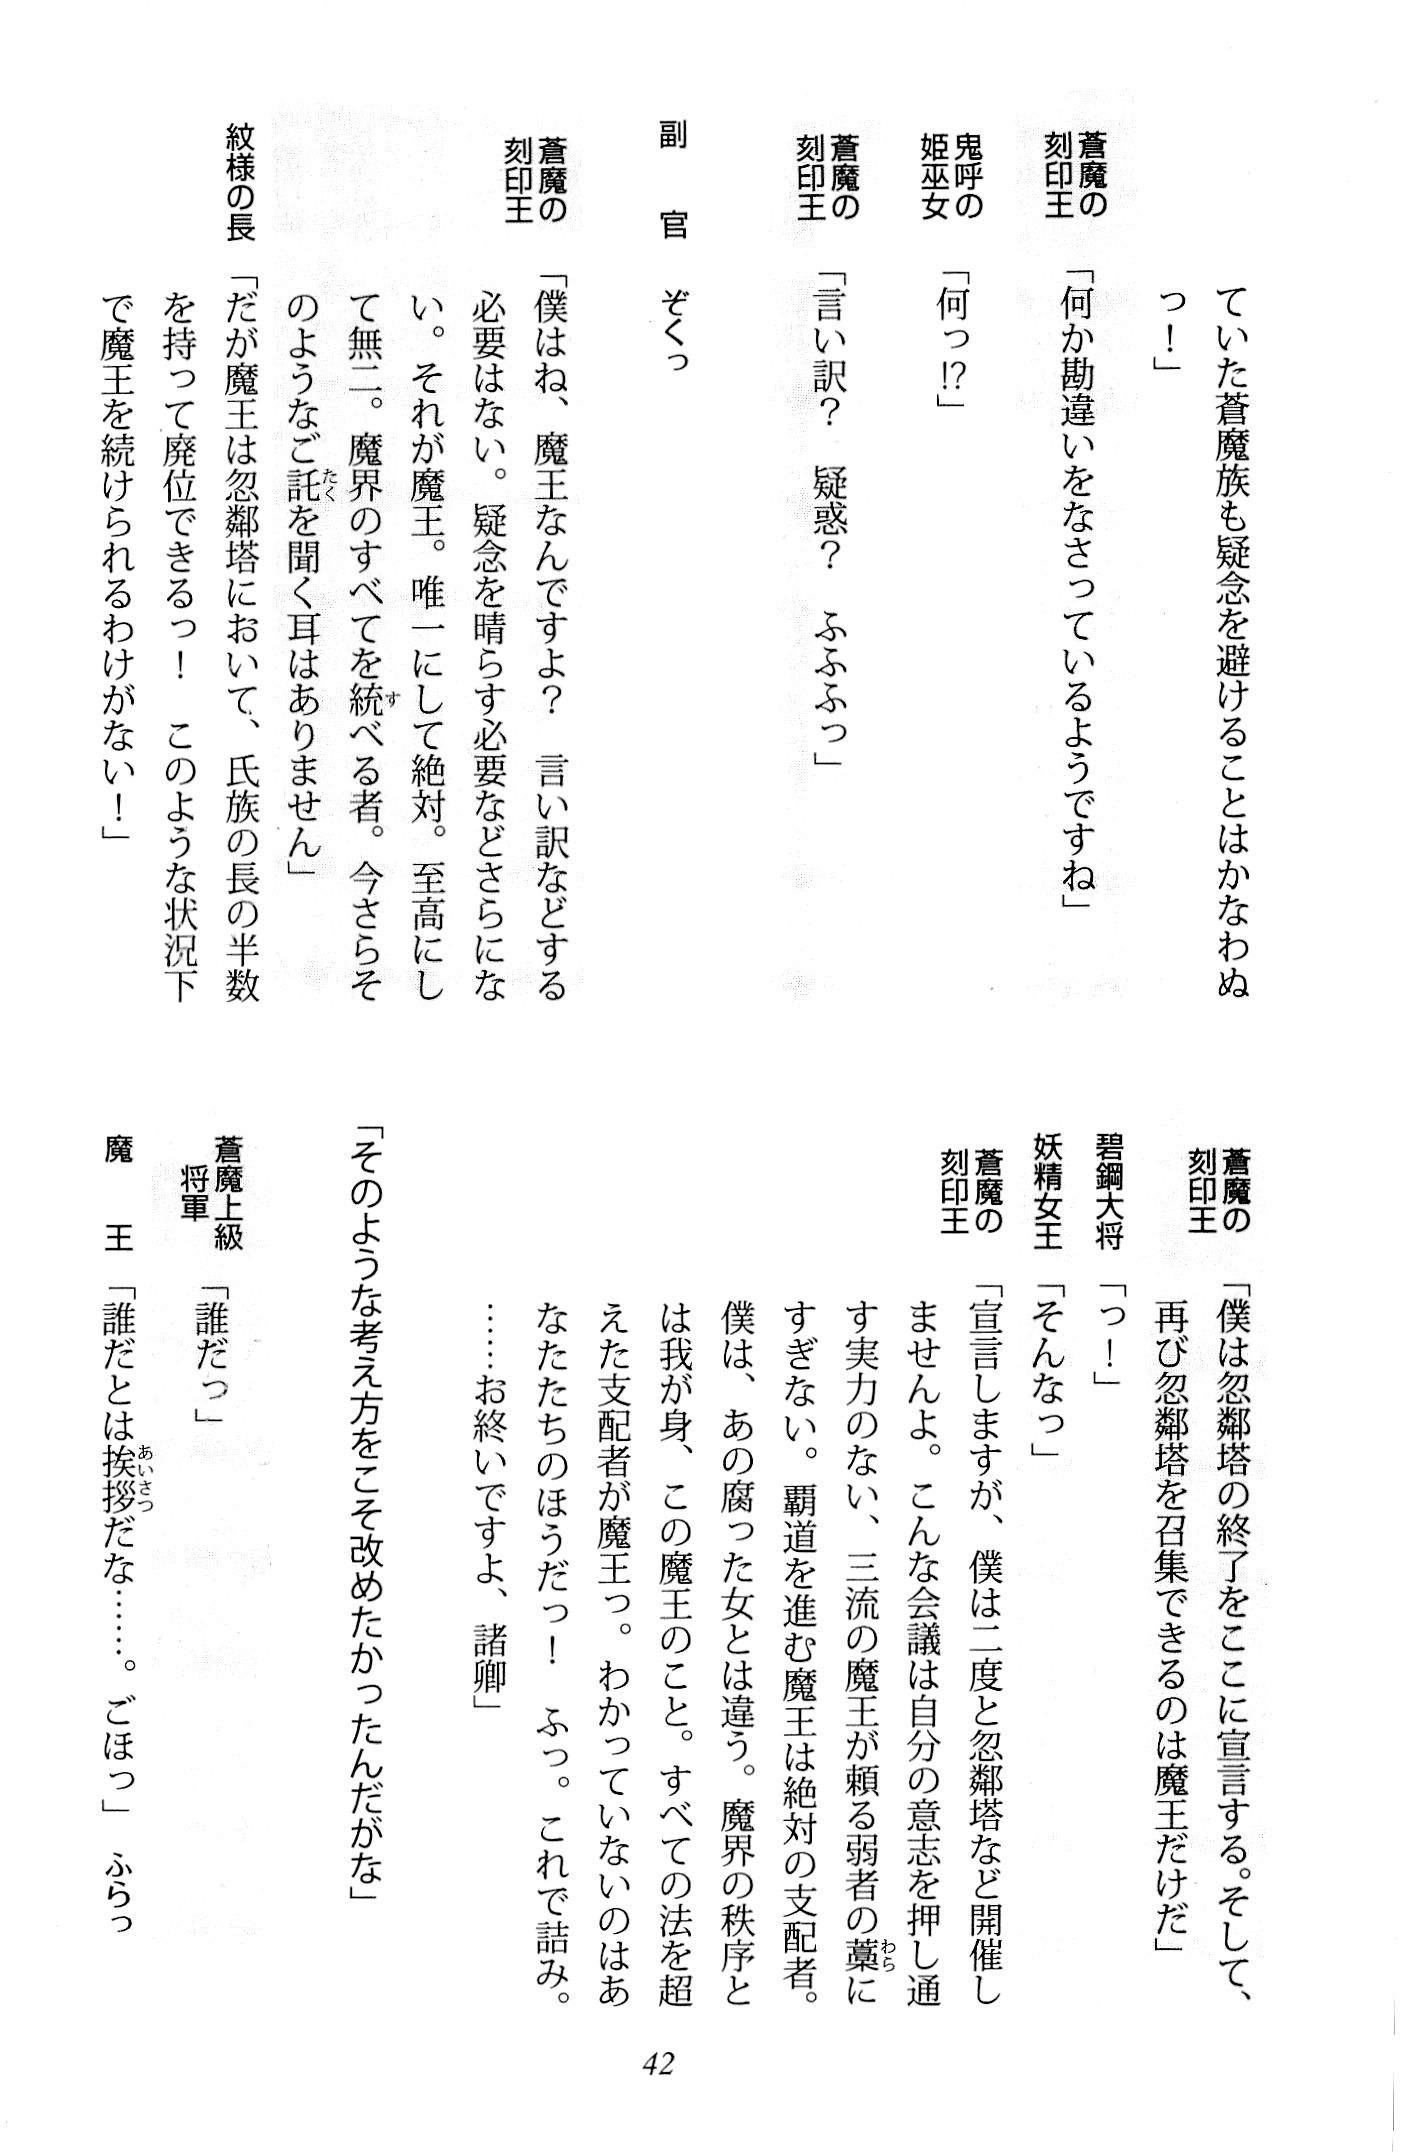 ていた蒼魔族も疑念を避けることはかなわぬ
っ！」
蒼魔の
刻印王
「何か勘違いをなさっているようですね」
鬼呼の
姫巫女
「何っ!?」
蒼魔の
刻印王
「言い訳？　疑惑？　ふふふっ」
副　官　ぞくっ
蒼魔の
刻印王
「僕はね、魔王なんですよ？　言い訳などする
必要はない。疑念を晴らす必要などさらにな
い。それが魔王。唯一にして絶対。至高にし
て無二。魔界のすべてを統べる者。今さらそ
のようなご託を聞く耳はありません」
紋様の長「だが魔王は忽鄰塔において、氏族の長の半数
を持って廃位できるっ！　このような状況下
で魔王を続けられるわけがない！」
蒼魔の
刻印王
「僕は忽鄰塔の終了をここに宣言する。そして、
再び忽鄰塔を召集できるのは魔王だけだ」
碧鋼大将「っ！」
妖精女王「そんなっ」
蒼魔の
刻印王
「宣言しますが、僕は二度と忽鄰塔など開催し
ませんよ。こんな会議は自分の意志を押し通
す実力のない、三流の魔王が頼る弱者の藁に
すぎない。覇道を進む魔王は絶対の支配者。
僕は、あの腐った女とは違う。魔界の秩序と
は我が身、この魔王のこと。すべての法を超
えた支配者が魔王っ。わかっていないのはあ
なたたちのほうだっ！　ふっ。これで詰み。
……お終いですよ、諸卿」
「そのような考え方をこそ改めたかったんだがな」
蒼魔上級
将軍
「誰だっ」
魔　王「誰だとは挨拶だな……。ごほっ」　ふらっ
42